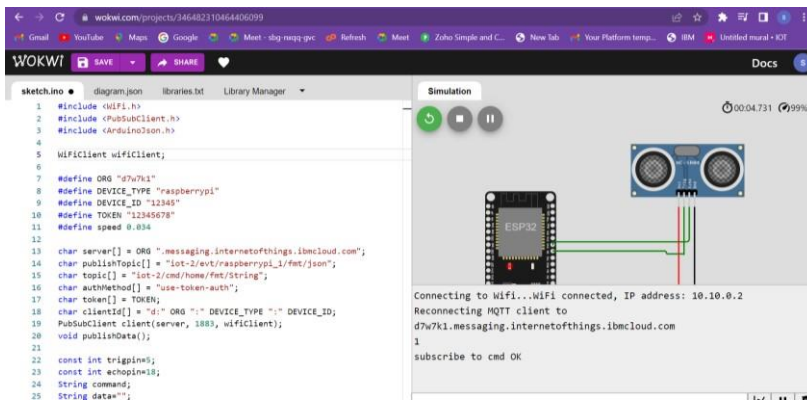 wokwi.com/projects/346482310464406099
Gmail
YouTube
Maps
Google
Meet - sbg-nxqq-gvc
Refresh
Meet
Zoho Simple and C...
New Tab
Your Platform temp...
IBM
Untitled mural • IOT
WOKWI
SAVE
SHARE
Docs
S
sketch.ino ●
diagram.json
libraries.txt
Library Manager
Simulation
00:04.731
99%
1 #include <WiFi.h>
2 #include <PubSubClient.h>
3 #include <ArduinoJson.h>
4
5 WiFiClient wifiClient;
6
7 #define ORG "d7w7k1"
8 #define DEVICE_TYPE "raspberrypi"
9 #define DEVICE_ID "12345"
10 #define TOKEN "12345678"
11 #define speed 0.034
12
13 char server[] = ORG ".messaging.internetofthings.ibmcloud.com";
14 char publishTopic[] = "iot-2/evt/raspberrypi_1/fmt/json";
15 char topic[] = "iot-2/cmd/home/fmt/String";
16 char authMethod[] = "use-token-auth";
17 char token[] = TOKEN;
18 char clientId[] = "d:" ORG ":" DEVICE_TYPE ":" DEVICE_ID;
19 PubSubClient client(server, 1883, wifiClient);
20 void publishData();
21
22 const int trigpin=5;
23 const int echopin=18;
24 String command;
25 String data="";
ESP32
Connecting to Wifi...WiFi connected, IP address: 10.10.0.2
Reconnecting MQTT client to
d7w7k1.messaging.internetofthings.ibmcloud.com
1
subscribe to cmd OK